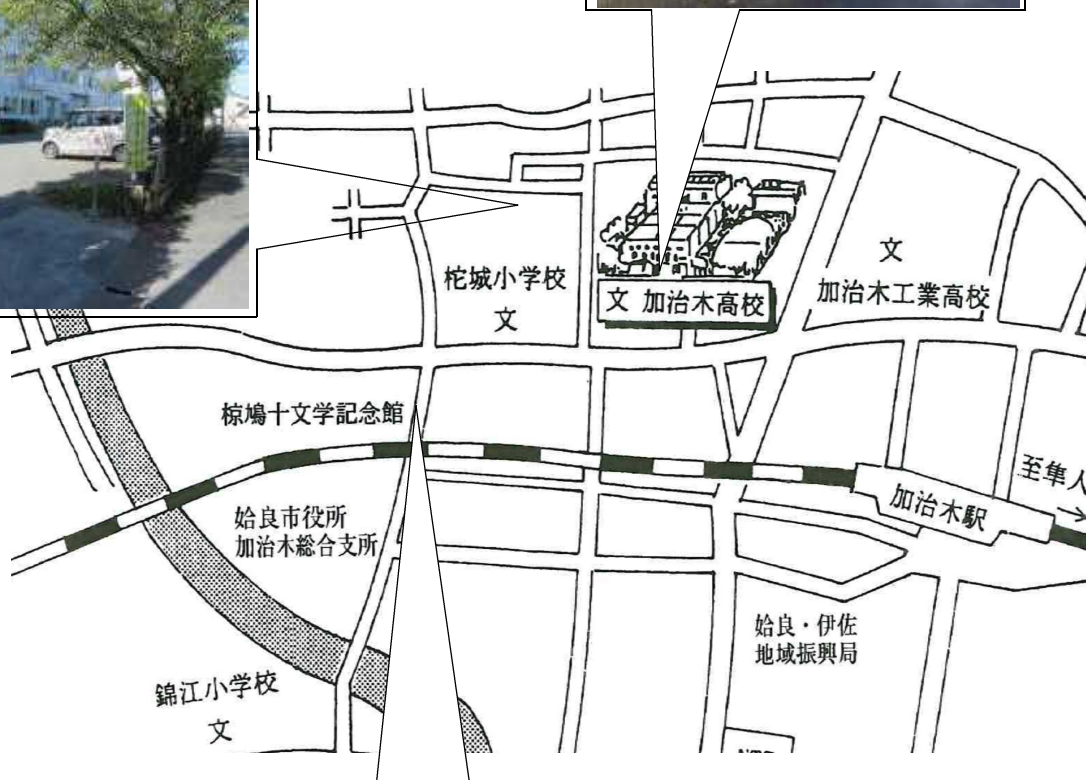 柁城小学校
文
文 加治木高校
文
加治木工業高校
椋鳩十文学記念館
至隼人
→
加治木駅
姶良市役所
加治木総合支所
姶良・伊佐
地域振興局
錦江小学校
文